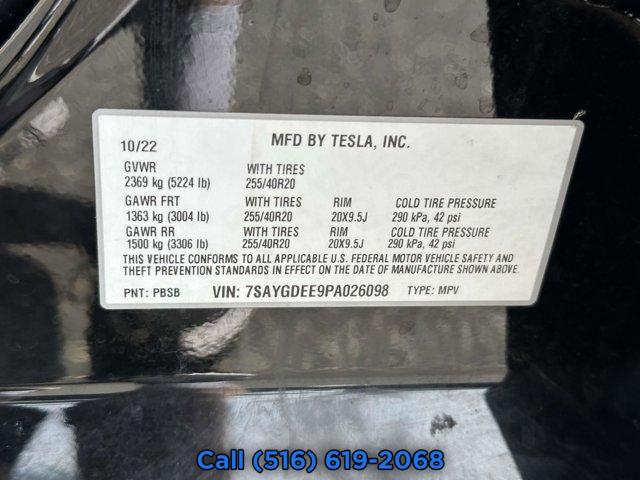 10/22 MFD BY TESLA, INC.
GVWR WITH TIRES
2369 kg (5224 lb) 255/40R20
GAWR FRT WITH TIRES RIM COLD TIRE PRESSURE
1363 kg (3004 lb) 255/40R20 20X9.5J 290 kPa, 42 psi
GAWR RR WITH TIRES RIM COLD TIRE PRESSURE
1500 kg (3306 lb) 255/40R20 20X9.5J 290 kPa, 42 psi
THIS VEHICLE CONFORMS TO ALL APPLICABLE U.S. FEDERAL MOTOR VEHICLE SAFETY AND
THEFT PREVENTION STANDARDS IN EFFECT ON THE DATE OF MANUFACTURE SHOWN ABOVE.
PNT: PBSB VIN: 7SAYGDEE9PA026098 TYPE: MPV
Call (516) 619-2068